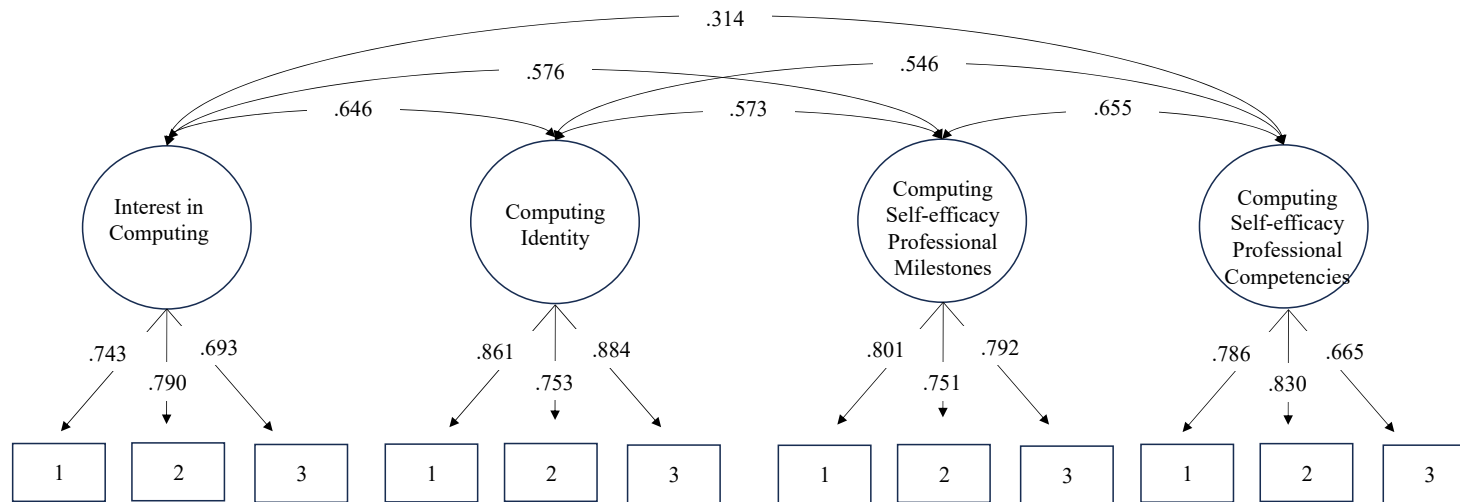 .314
.576
.546
.646
.573
.655
Interest in
Computing
Computing
Identity
Computing
Self-efficacy
Professional
Milestones
Computing
Self-efficacy
Professional
Competencies
.743
.790
.693
.861
.753
.884
.801
.751
.792
.786
.830
.665
1
2
3
1
2
3
1
2
3
1
2
3